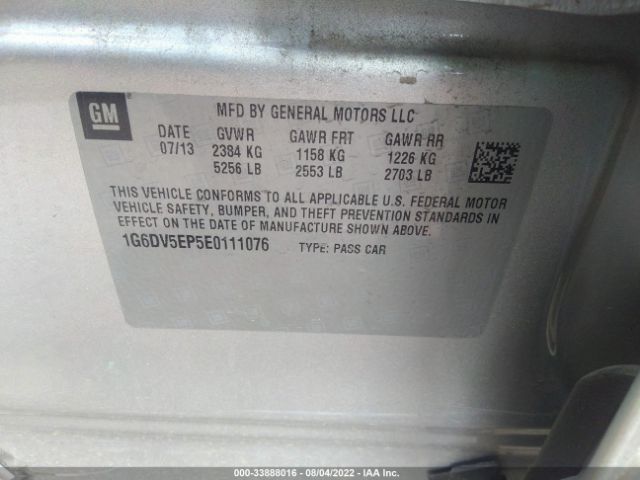 GM
MFD BY GENERAL MOTORS LLC
DATE GVWR GAWR FRT GAWR RR
07/13 2384 KG 1158 KG 1226 KG
5256 LB 2553 LB 2703 LB
THIS VEHICLE CONFORMS TO ALL APPLICABLE U.S. FEDERAL MOTOR
VEHICLE SAFETY, BUMPER, AND THEFT PREVENTION STANDARDS IN
EFFECT ON THE DATE OF MANUFACTURE SHOWN ABOVE.
1G6DV5EP5E0111076 TYPE: PASS CAR
000-33888016 - 08/04/2022 - IAA Inc.